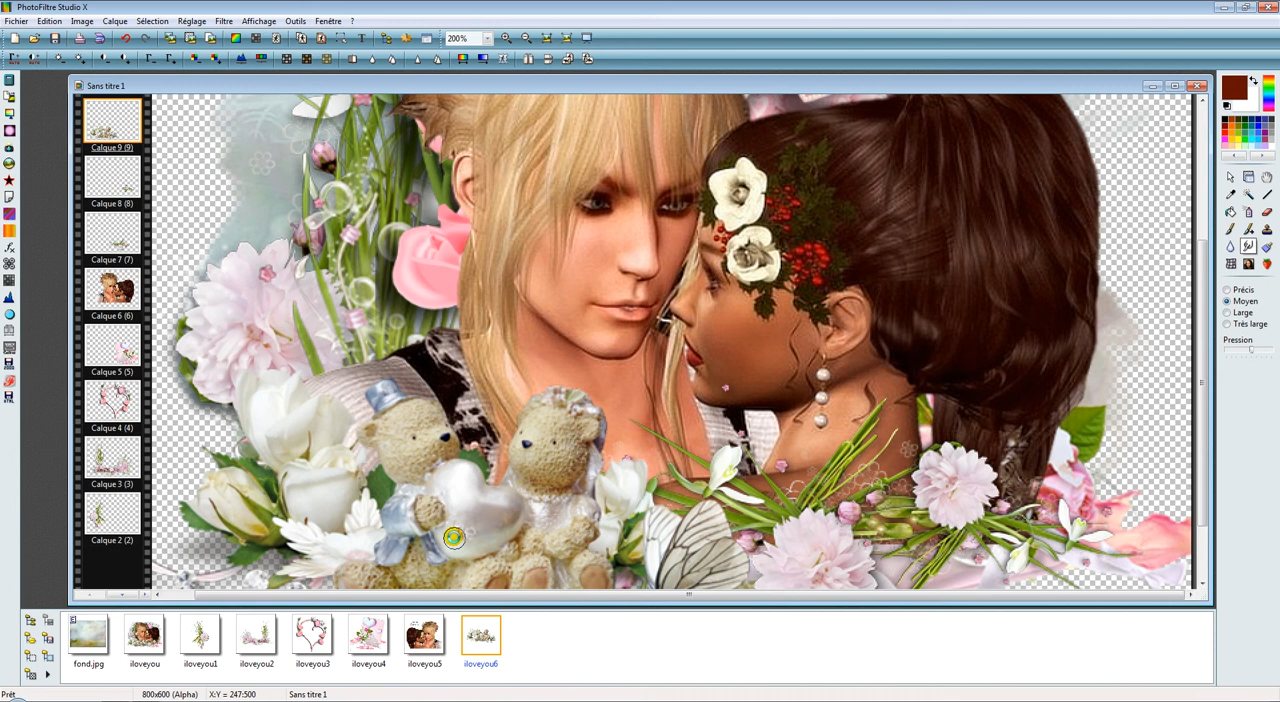 PhotoFiltre Studio X
Fichier Edition Image Calque Sélection Réglage Filtre Affichage Outils Fenêtre ?
200%
Sans titre 1
Calque 9 (9)
Calque 8 (8)
Calque 7 (7)
Calque 6 (6)
Calque 5 (5)
Calque 4 (4)
Calque 3 (3)
Calque 2 (2)
Précis
Moyen
Large
Très large
Pression
fond.jpg iloveyou iloveyou1 iloveyou2 iloveyou3 iloveyou4 iloveyou5 iloveyou6
Prêt 800x600 (Alpha) X:Y = 247:500 Sans titre 1